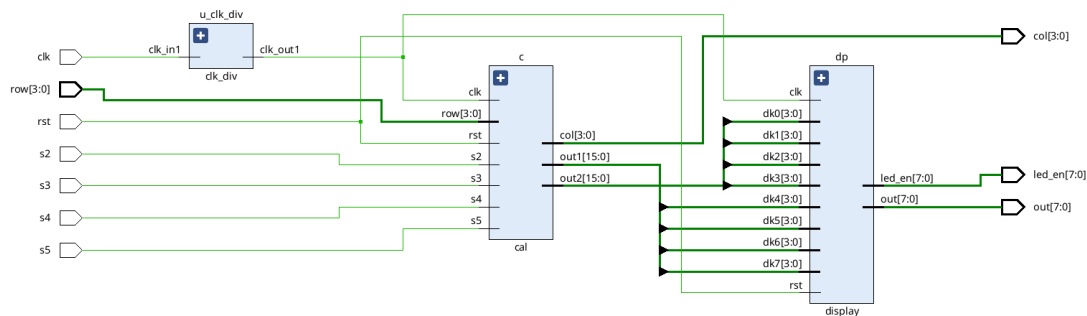 u_clk_div
clk
clk_in1
clk_out1
clk_div
row[3:0]
rst
s2
s3
s4
s5
c
clk
row[3:0]
rst
s2
s3
s4
s5
col[3:0]
out1[15:0]
out2[15:0]
cal
dp
clk
dk0[3:0]
dk1[3:0]
dk2[3:0]
dk3[3:0]
dk4[3:0]
dk5[3:0]
dk6[3:0]
dk7[3:0]
rst
led_en[7:0]
out[7:0]
display
col[3:0]
led_en[7:0]
out[7:0]